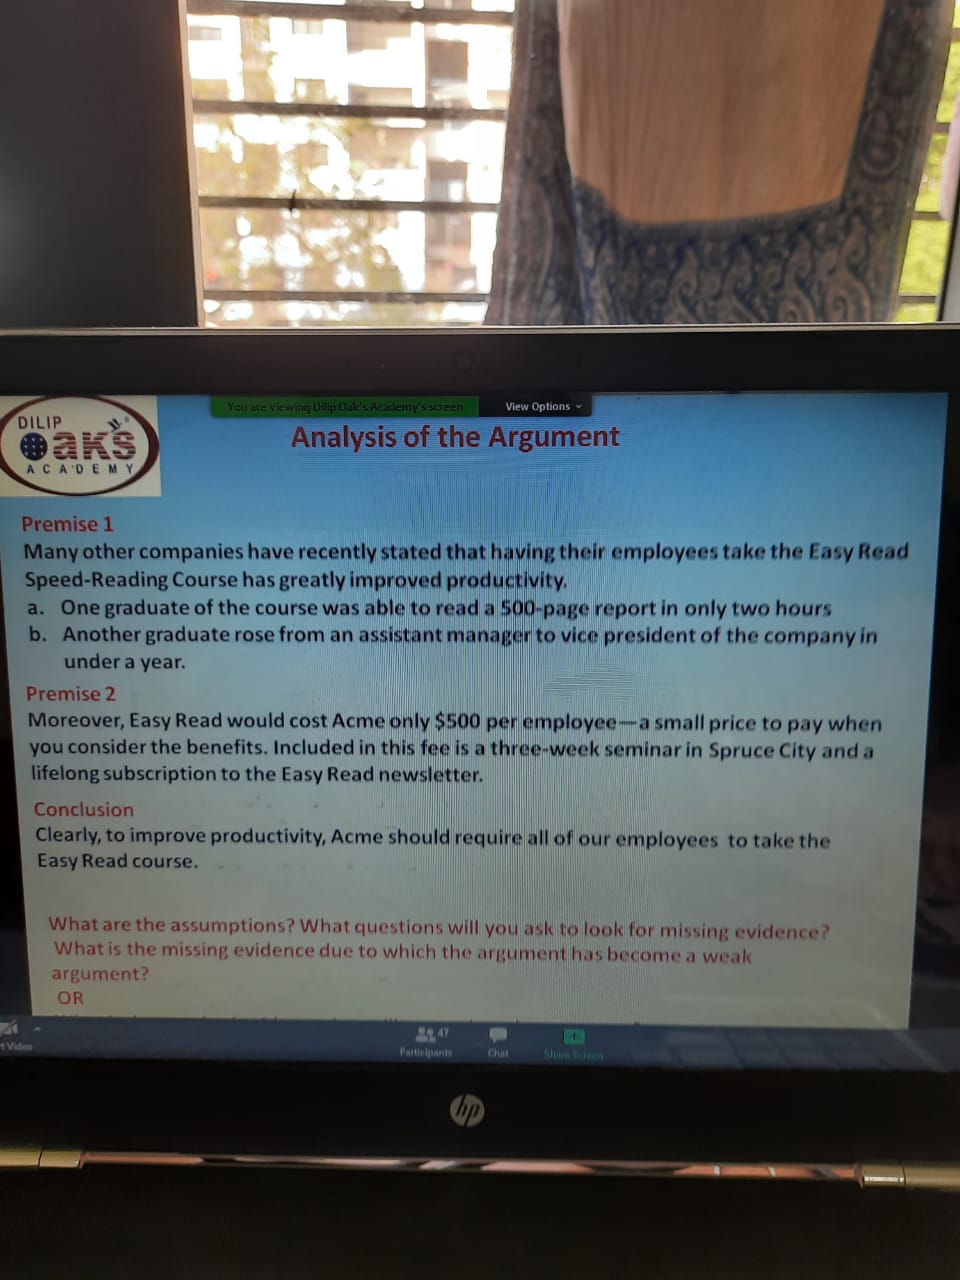 You are viewing Dilip Oak's Academy's screen View Options
DILIP
Oak's
ACADEMY
Analysis of the Argument
Premise 1
Many other companies have recently stated that having their employees take the Easy Read
Speed-Reading Course has greatly improved productivity.
a. One graduate of the course was able to read a 500-page report in only two hours
b. Another graduate rose from an assistant manager to vice president of the company in
under a year.
Premise 2
Moreover, Easy Read would cost Acme only $500 per employee—a small price to pay when
you consider the benefits. Included in this fee is a three-week seminar in Spruce City and a
lifelong subscription to the Easy Read newsletter.
Conclusion
Clearly, to improve productivity, Acme should require all of our employees to take the
Easy Read course.
What are the assumptions? What questions will you ask to look for missing evidence?
What is the missing evidence due to which the argument has become a weak
argument?
OR
47
Video Participants Chat Share Screen
hp